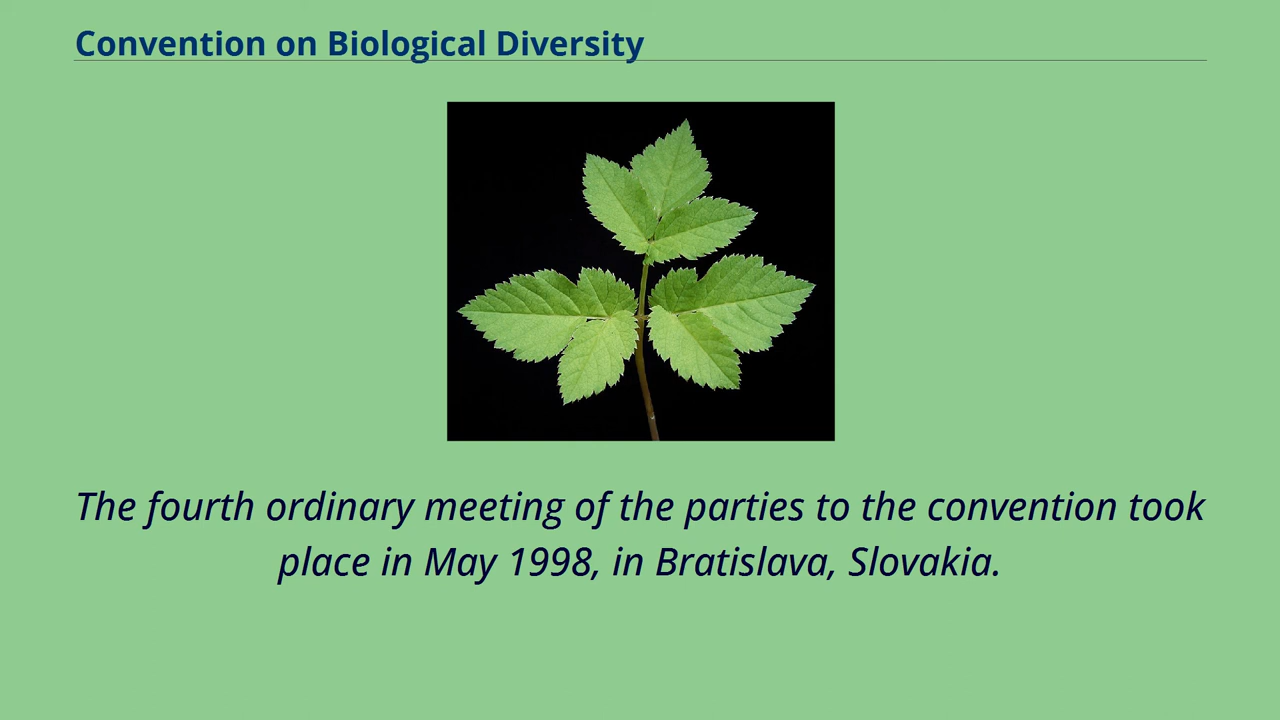 Convention on Biological Diversity
The fourth ordinary meeting of the parties to the convention took
place in May 1998, in Bratislava, Slovakia.